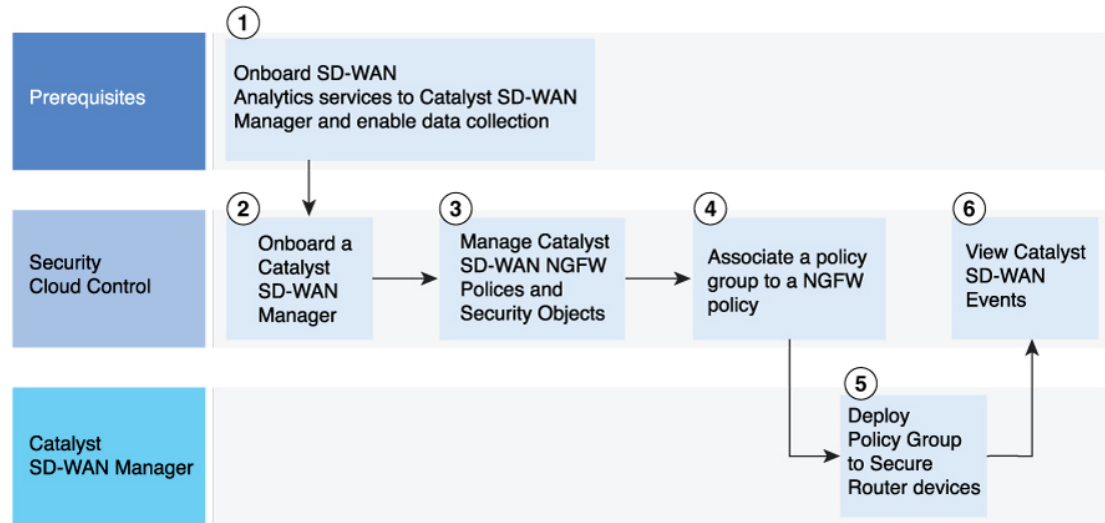 1
Onboard SD-WAN
Analytics services to Catalyst SD-WAN
Manager and enable data collection
Prerequisites
2
Onboard a
Catalyst
SD-WAN
Manager
3
Manage Catalyst
SD-WAN NGFW
Polices and
Security Objects
4
Associate a policy
group to a NGFW
policy
6
View Catalyst
SD-WAN
Events
Security
Cloud Control
5
Deploy
Policy Group
to Secure
Router devices
Catalyst
SD-WAN Manager